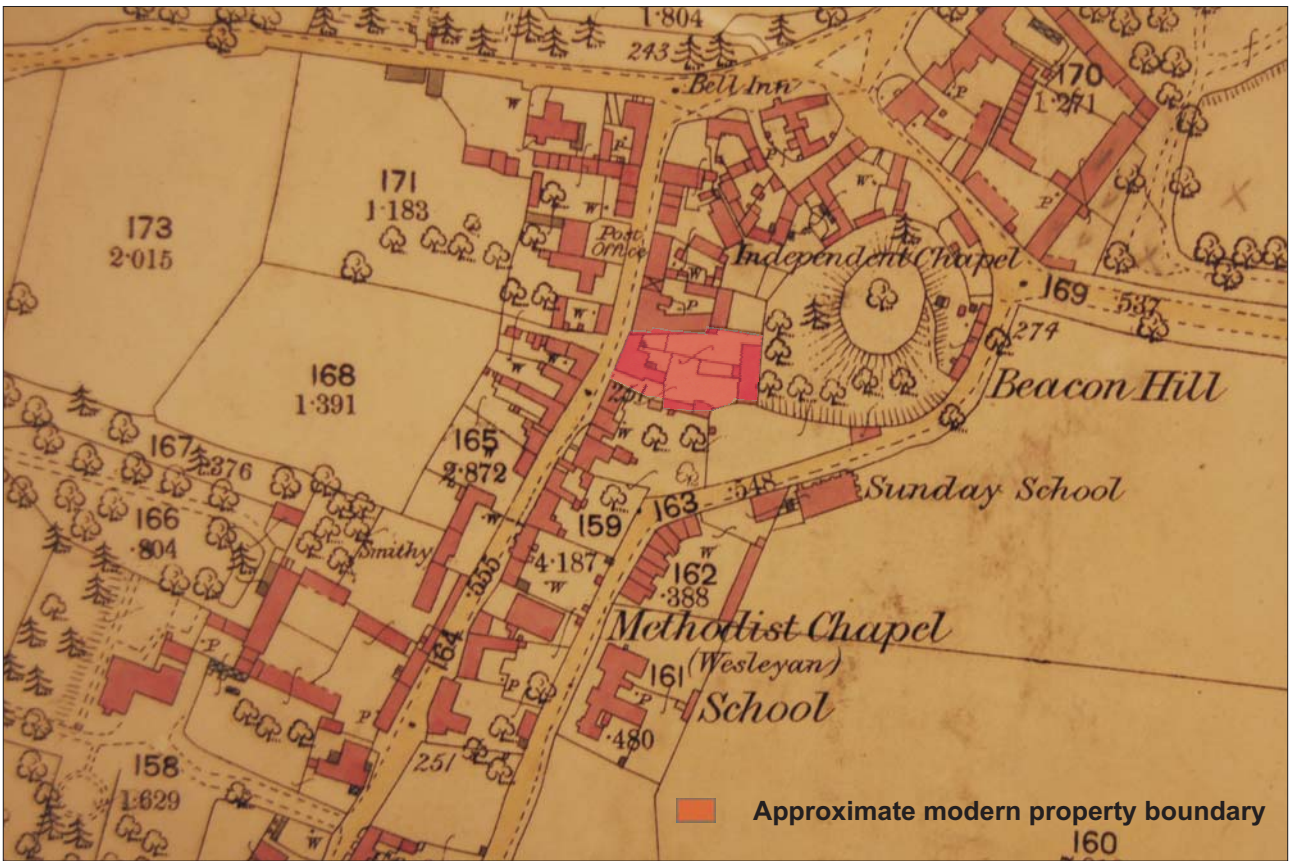 1·804
243
Bell Inn
P
170
1·271
W
P
P
171
1·183
W
W
173
2·015
Post
Office
W
P
Independent Chapel
W
P
169
·537
W
274
168
1·391
W
Beacon Hill
261
W
165
2·872
W
167
·376
·548
Sunday School
163
166
·804
Smithy
W
159
4·187
W
W
162
·388
·555
Methodist Chapel
(Wesleyan)
164
161
P
School
·480
P
P
P
251
158
1·629
W
W
Approximate modern property boundary
160